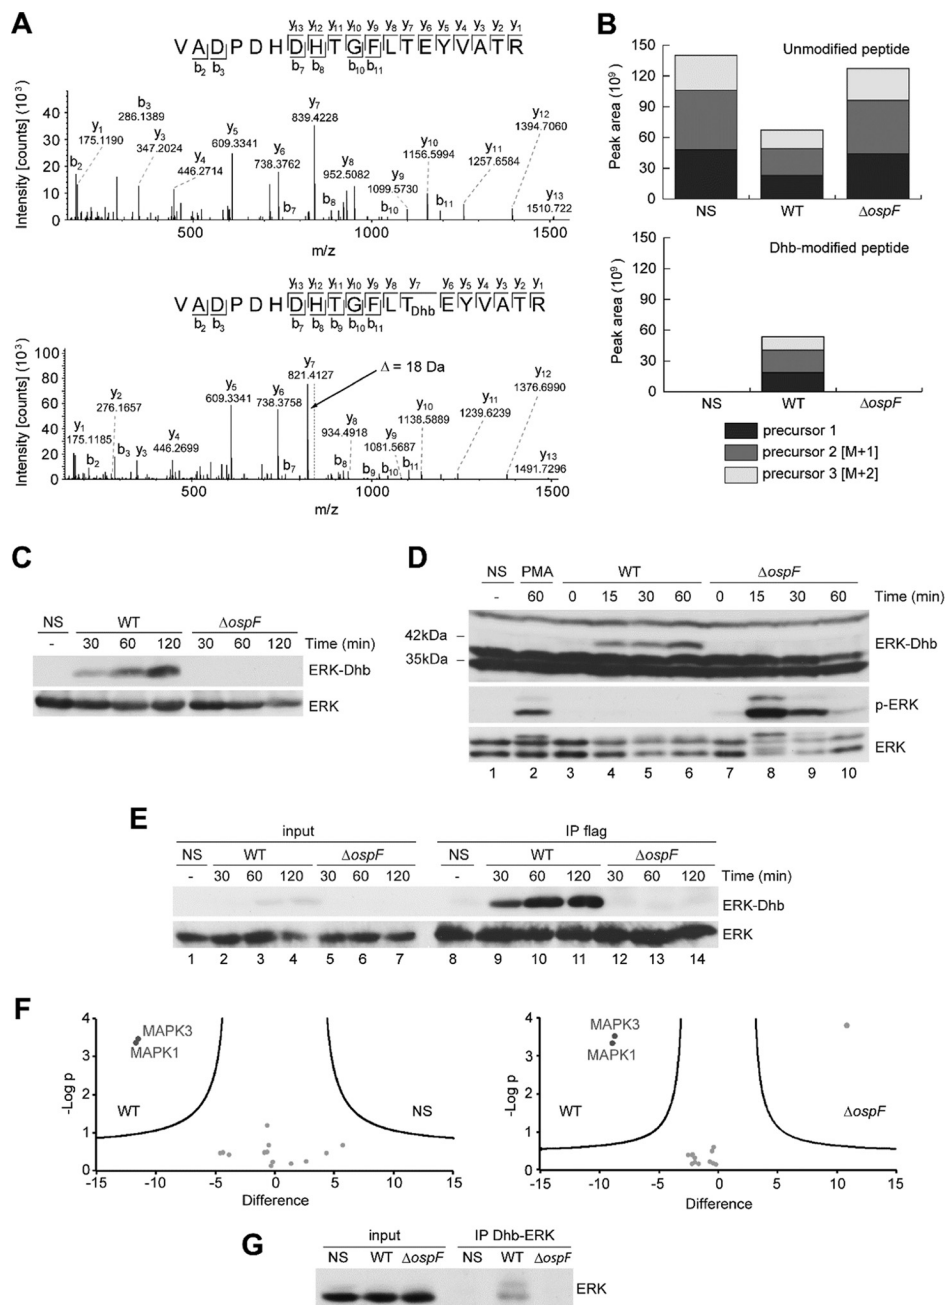 A
y13 y12 y11 y10 y9 y8 y7 y6 y5 y4 y3 y2 y1
V A D P D H D H T G F L T E Y V A T R
b2 b3 b7 b8 b10 b11
Intensity [counts] (10^3)
40
30
20
10
0
b2
y1
175.1190
b3
286.1389
y3
347.2024
y4
446.2714
y5
609.3341
y6
738.3762
b7
y7
839.4228
b8
y8
952.5082
y9
1099.5730
b10
y10
1156.5994
b11
y11
1257.6584
y12
1394.7060
y13
1510.722
500 1000 1500
m/z
y13 y12 y11 y10 y9 y8 y7 y6 y5 y4 y3 y2 y1
V A D P D H D H T G F L TDhb E Y V A T R
b2 b3 b7 b8 b9 b10 b11
Intensity [counts] (10^3)
100
80
60
40
20
0
y1
175.1185
b2
y2
276.1657
b3
y3
y4
446.2699
y5
609.3341
y6
738.3758
b7
y7
821.4127
Δ = 18 Da
b8
y8
934.4918
b9
y9
1081.5687
b10
b11
y10
1138.5889
y11
1239.6239
y12
1376.6990
y13
1491.7296
500 1000 1500
m/z
B
Unmodified peptide
Peak area (10^9)
150
120
90
60
30
0
NS WT ΔospF
Dhb-modified peptide
Peak area (10^9)
150
120
90
60
30
0
NS WT ΔospF
precursor 1
precursor 2 [M+1]
precursor 3 [M+2]
C
NS WT ΔospF
- 30 60 120 30 60 120 Time (min)
ERK-Dhb
ERK
D
NS PMA WT ΔospF
- 60 0 15 30 60 0 15 30 60 Time (min)
42kDa
35kDa
ERK-Dhb
p-ERK
ERK
1 2 3 4 5 6 7 8 9 10
E
input IP flag
NS WT ΔospF NS WT ΔospF
- 30 60 120 30 60 120 - 30 60 120 30 60 120 Time (min)
ERK-Dhb
ERK
1 2 3 4 5 6 7 8 9 10 11 12 13 14
F
4
3
2
1
0
-Log p
MAPK3
MAPK1
WT NS
-15 -10 -5 0 5 10 15
Difference
4
3
2
1
0
-Log p
MAPK3
MAPK1
WT ΔospF
-15 -10 -5 0 5 10 15
Difference
G
input IP Dhb-ERK
NS WT ΔospF NS WT ΔospF
ERK